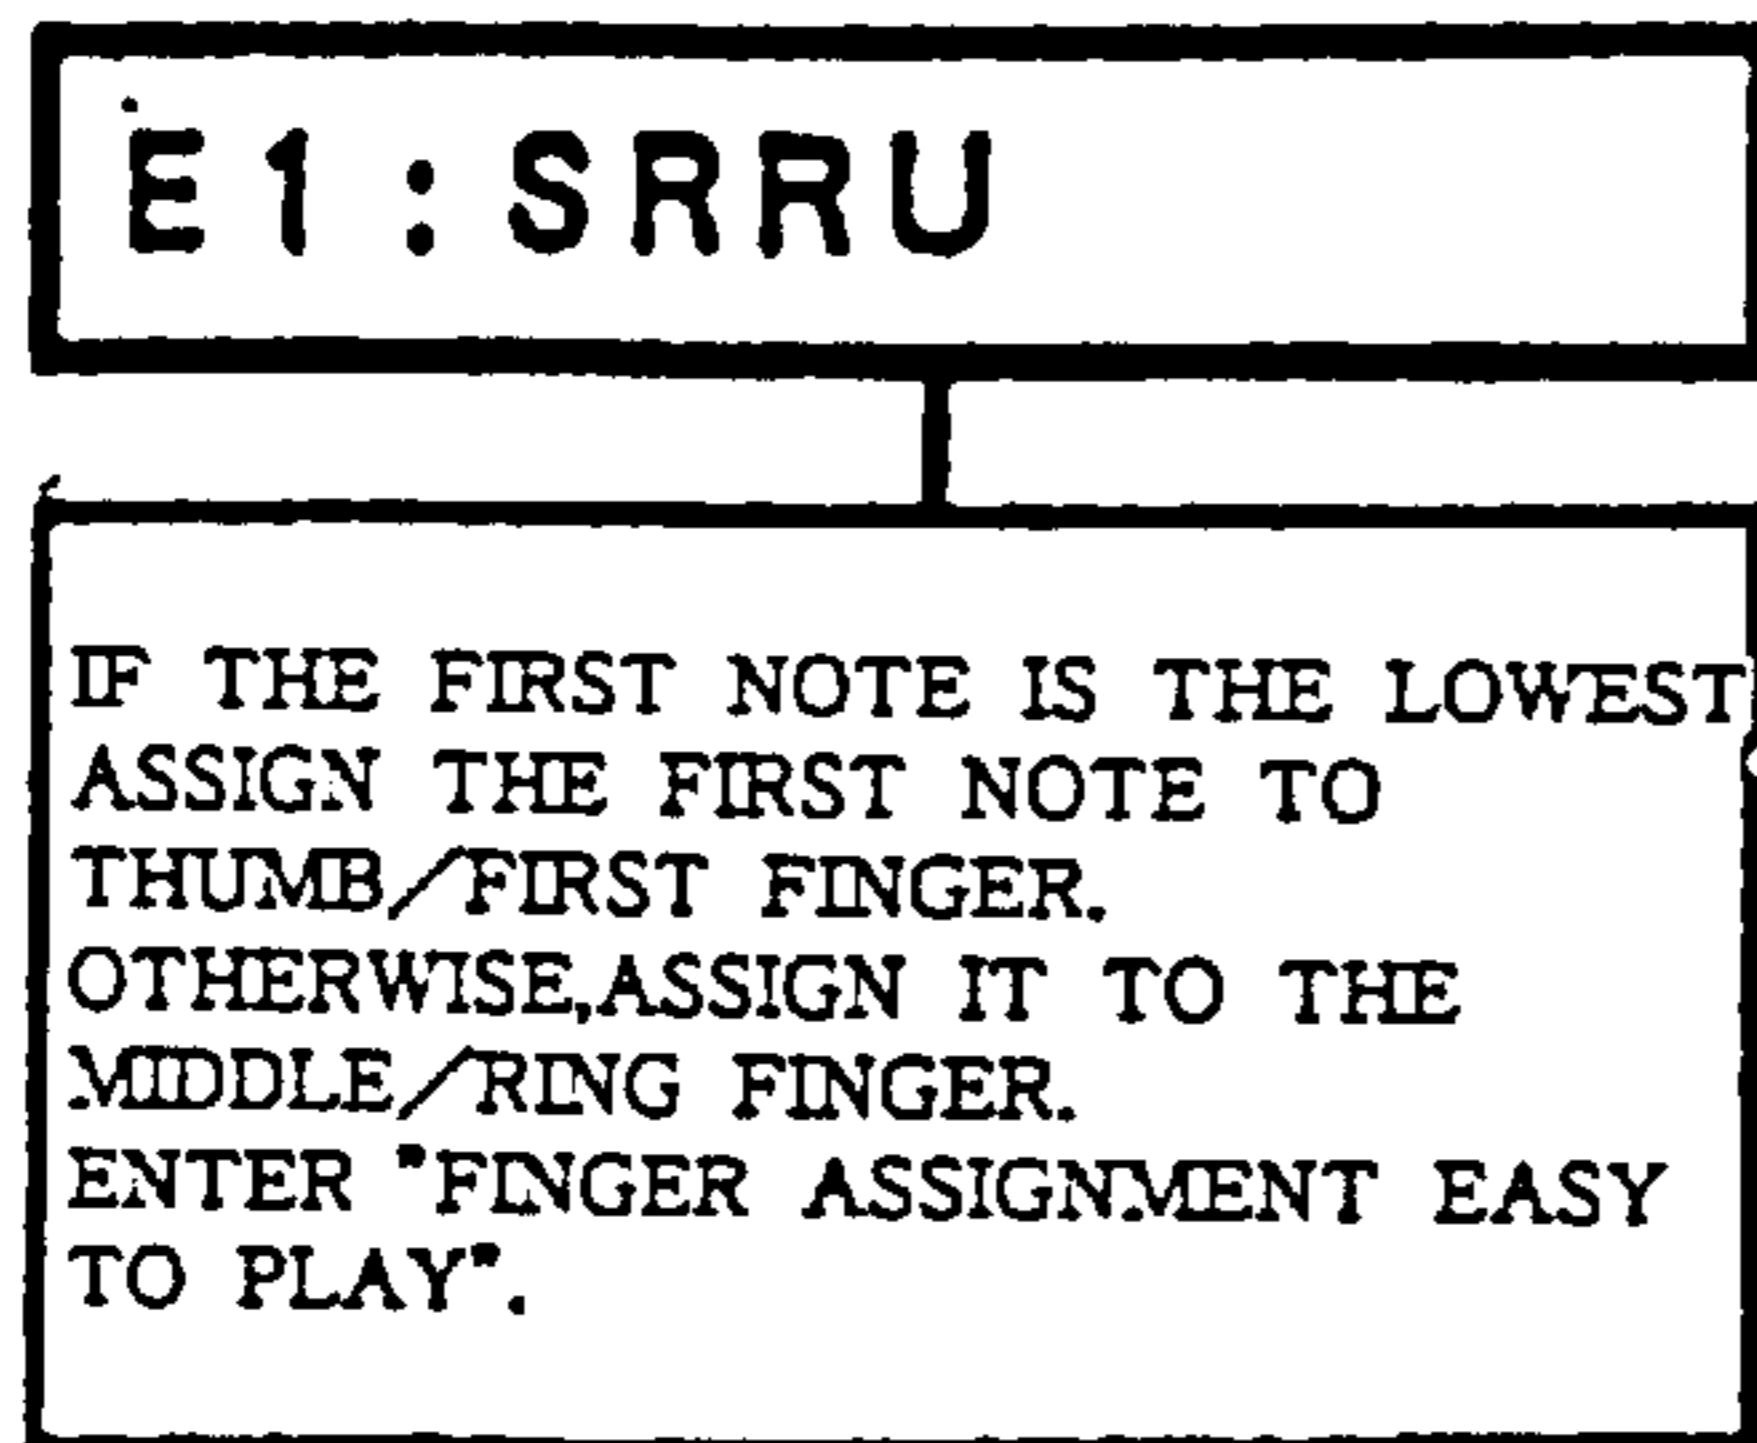 E1:SRRU
IF THE FIRST NOTE IS THE LOWEST
ASSIGN THE FIRST NOTE TO
THUMB/FIRST FINGER.
OTHERWISE,ASSIGN IT TO THE
MIDDLE/RING FINGER.
ENTER "FINGER ASSIGNMENT EASY
TO PLAY".